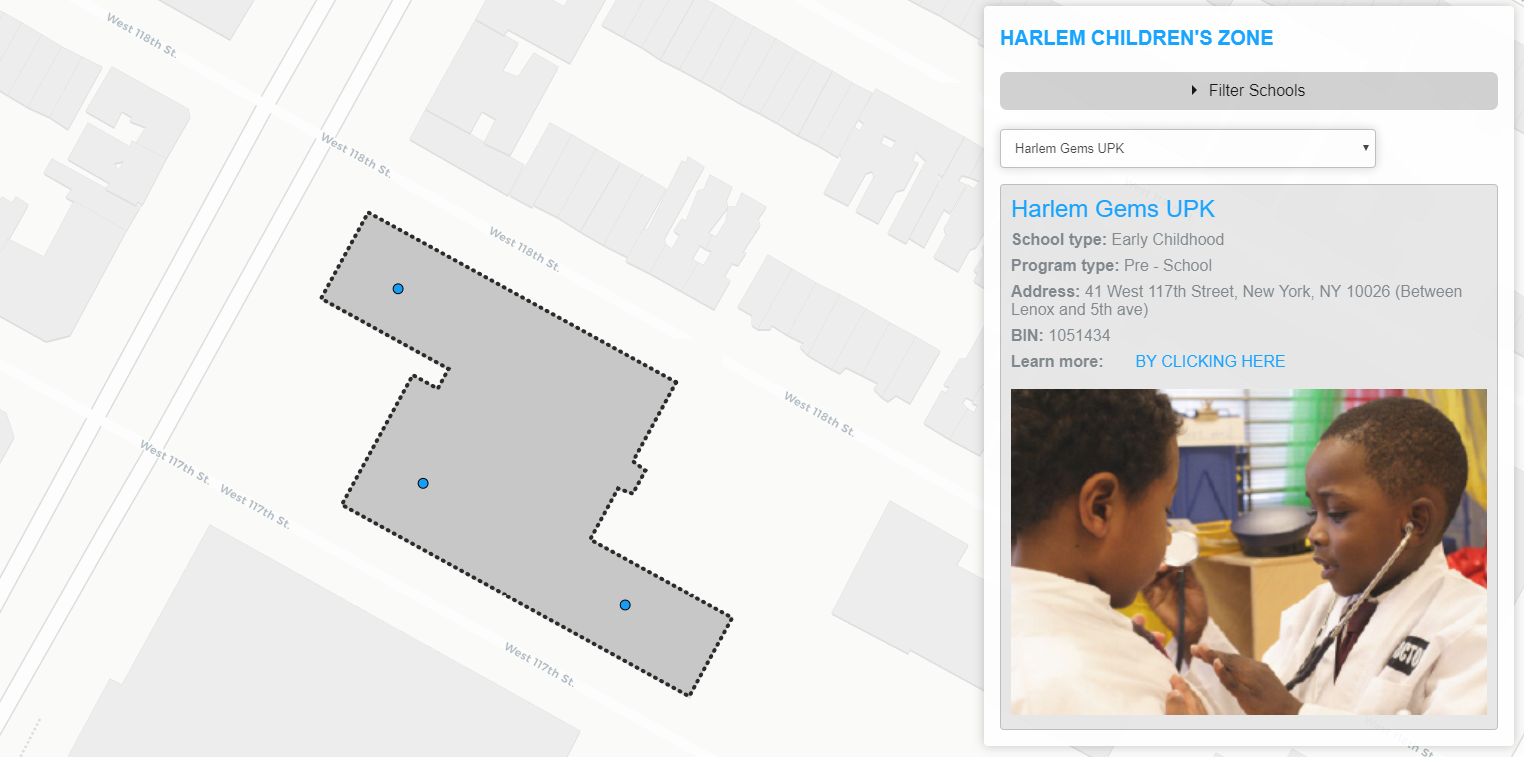 West 118th St.
West 118th St.
West 118th St.
West 118th St.
West 117th St.
West 117th St.
West 117th St.
HARLEM CHILDREN'S ZONE
Filter Schools
Harlem Gems UPK
Harlem Gems UPK
School type: Early Childhood
Program type: Pre - School
Address: 41 West 117th Street, New York, NY 10026 (Between
Lenox and 5th ave)
BIN: 1051434
Learn more: BY CLICKING HERE